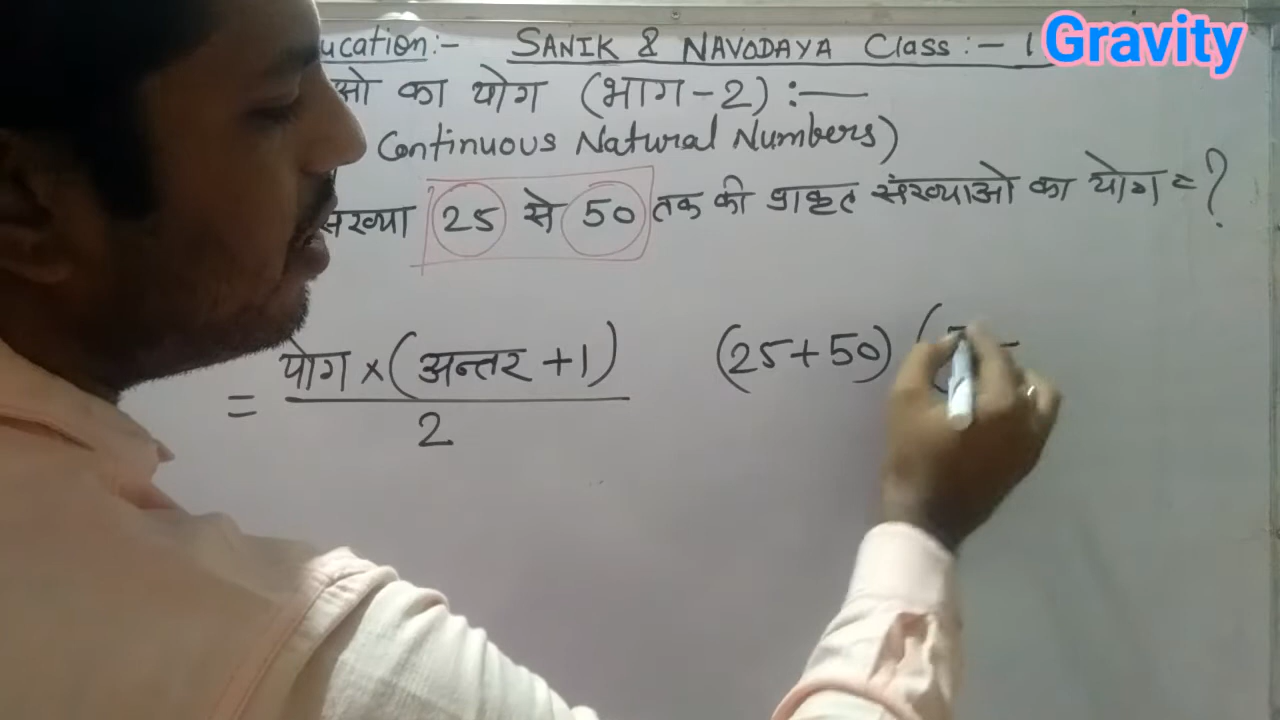 ucation:- SANIK & NAVODAYA Class:- 1
Gravity
ओ का योग (भाग-2) :—
Continuous Natural Numbers)
संख्या 25 से 50 तक की प्राकृत संख्याओ का योग = ?
= योग × (अन्तर + 1)
2
(25+50) (